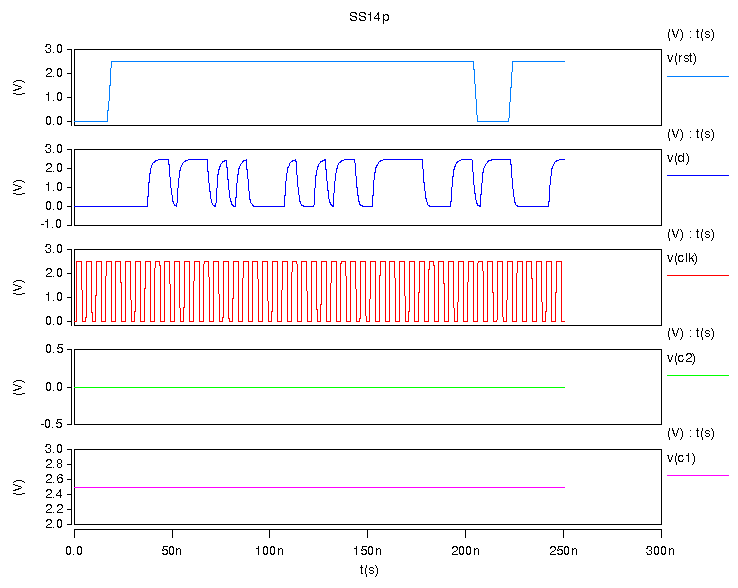 SS14p
(V) : t(s)
3.0
v(rst)
2.0
(V)
1.0
0.0
(V) : t(s)
3.0
v(d)
2.0
(V)
1.0
0.0
-1.0
(V) : t(s)
3.0
v(clk)
2.0
(V)
1.0
0.0
(V) : t(s)
0.5
v(c2)
(V)
0.0
-0.5
(V) : t(s)
3.0
v(c1)
2.8
2.6
(V)
2.4
2.2
2.0
0.0 50n 100n 150n 200n 250n 300n
t(s)